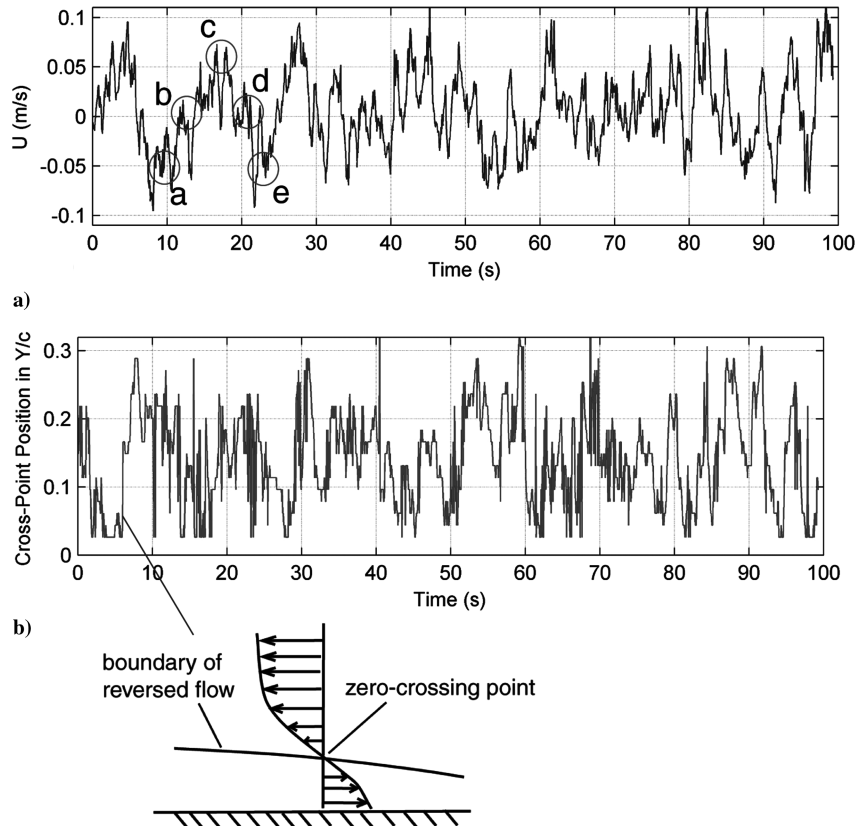 0.1
0.05
0
-0.05
-0.1
U (m/s)
a
b
c
d
e
0 10 20 30 40 50 60 70 80 90 100
Time (s)
a)
0.3
0.2
0.1
0
Cross-Point Position in Y/c
0 10 20 30 40 50 60 70 80 90 100
Time (s)
b)
boundary of
reversed flow
zero-crossing point